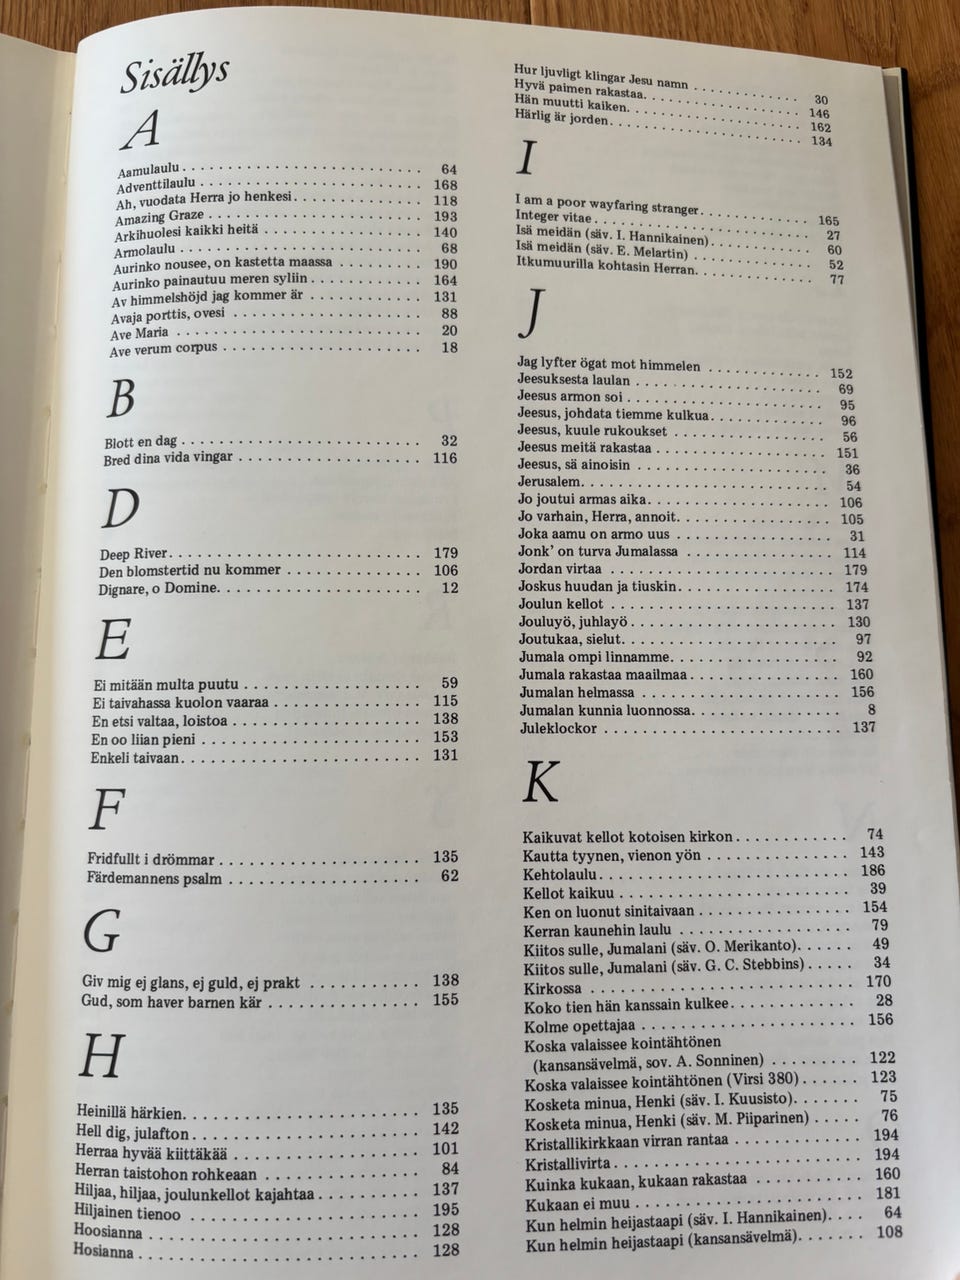 Sisällys
A
Aamulaulu . . . . . . . . . . . . . . . . . . . . . . 64
Adventtilaulu . . . . . . . . . . . . . . . . . . . . . 168
Ah, vuodata Herra jo henkesi . . . . . . . . . . . . 118
Amazing Graze . . . . . . . . . . . . . . . . . . . . 193
Arkihuolesi kaikki heitä . . . . . . . . . . . . . . . 140
Armolaulu . . . . . . . . . . . . . . . . . . . . . . . 68
Aurinko nousee, on kastetta maassa . . . . . . . . . 190
Aurinko painautuu meren syliin . . . . . . . . . . . 164
Av himmelshöjd jag kommer är . . . . . . . . . . . 131
Avaja porttis, ovesi . . . . . . . . . . . . . . . . . . 88
Ave Maria . . . . . . . . . . . . . . . . . . . . . . . 20
Ave verum corpus . . . . . . . . . . . . . . . . . . . 18
B
Blott en dag . . . . . . . . . . . . . . . . . . . . . . 32
Bred dina vida vingar . . . . . . . . . . . . . . . . . 116
D
Deep River . . . . . . . . . . . . . . . . . . . . . . . 179
Den blomstertid nu kommer . . . . . . . . . . . . . 106
Dignare, o Domine . . . . . . . . . . . . . . . . . . . 12
E
Ei mitään multa puutu . . . . . . . . . . . . . . . . 59
Ei taivahassa kuolon vaaraa . . . . . . . . . . . . . . 115
En etsi valtaa, loistoa . . . . . . . . . . . . . . . . . 138
En oo liian pieni . . . . . . . . . . . . . . . . . . . . 153
Enkeli taivaan . . . . . . . . . . . . . . . . . . . . . 131
F
Fridfullt i drömmar . . . . . . . . . . . . . . . . . . 135
Färdemannens psalm . . . . . . . . . . . . . . . . . 62
G
Giv mig ej glans, ej guld, ej prakt . . . . . . . . . . 138
Gud, som haver barnen kär . . . . . . . . . . . . . . 155
H
Heinillä härkien . . . . . . . . . . . . . . . . . . . . 135
Hell dig, julafton . . . . . . . . . . . . . . . . . . . . 142
Herraa hyvää kiittäkää . . . . . . . . . . . . . . . . 101
Herran taistohon rohkeaan . . . . . . . . . . . . . . 84
Hiljaa, hiljaa, joulunkellot kajahtaa . . . . . . . . . 137
Hiljainen tienoo . . . . . . . . . . . . . . . . . . . . 195
Hoosianna . . . . . . . . . . . . . . . . . . . . . . . 128
Hosianna . . . . . . . . . . . . . . . . . . . . . . . . 128
Hur ljuvligt klingar Jesu namn . . . . . . . . . . . . 30
Hyvä paimen rakastaa . . . . . . . . . . . . . . . . . 146
Hän muutti kaiken . . . . . . . . . . . . . . . . . . . 162
Härlig är jorden . . . . . . . . . . . . . . . . . . . . 134
I
I am a poor wayfaring stranger . . . . . . . . . . . . 165
Integer vitae . . . . . . . . . . . . . . . . . . . . . . 27
Isä meidän (säv. I. Hannikainen) . . . . . . . . . . . 60
Isä meidän (säv. E. Melartin) . . . . . . . . . . . . . 52
Itkumuurilla kohtasin Herran . . . . . . . . . . . . . 77
J
Jag lyfter ögat mot himmelen . . . . . . . . . . . . 152
Jeesuksesta laulan . . . . . . . . . . . . . . . . . . . 69
Jeesus armon soi . . . . . . . . . . . . . . . . . . . . 95
Jeesus, johdata tiemme kulkua . . . . . . . . . . . . 96
Jeesus, kuule rukoukset . . . . . . . . . . . . . . . . 56
Jeesus meitä rakastaa . . . . . . . . . . . . . . . . . 151
Jeesus, sä ainoisin . . . . . . . . . . . . . . . . . . . 36
Jerusalem . . . . . . . . . . . . . . . . . . . . . . . . 54
Jo joutui armas aika . . . . . . . . . . . . . . . . . . 106
Jo varhain, Herra, annoit . . . . . . . . . . . . . . . 105
Joka aamu on armo uus . . . . . . . . . . . . . . . . 31
Jonk' on turva Jumalassa . . . . . . . . . . . . . . . 114
Jordan virtaa . . . . . . . . . . . . . . . . . . . . . . 179
Joskus huudan ja tiuskin . . . . . . . . . . . . . . . . 174
Joulun kellot . . . . . . . . . . . . . . . . . . . . . . 137
Jouluyö, juhlayö . . . . . . . . . . . . . . . . . . . . 130
Joutukaa, sielut . . . . . . . . . . . . . . . . . . . . . 97
Jumala ompi linnamme . . . . . . . . . . . . . . . . . 92
Jumala rakastaa maailmaa . . . . . . . . . . . . . . . 160
Jumalan helmassa . . . . . . . . . . . . . . . . . . . 156
Jumalan kunnia luonnossa . . . . . . . . . . . . . . . 8
Juleklockor . . . . . . . . . . . . . . . . . . . . . . . 137
K
Kaikuvat kellot kotoisen kirkon . . . . . . . . . . . . 74
Kautta tyynen, vienon yön . . . . . . . . . . . . . . 143
Kehtolaulu . . . . . . . . . . . . . . . . . . . . . . . 186
Kellot kaikuu . . . . . . . . . . . . . . . . . . . . . . 39
Ken on luonut sinitaivaan . . . . . . . . . . . . . . . 154
Kerran kaunehin laulu . . . . . . . . . . . . . . . . . 79
Kiitos sulle, Jumalani (säv. O. Merikanto) . . . . . . 49
Kiitos sulle, Jumalani (säv. G. C. Stebbins) . . . . . 34
Kirkossa . . . . . . . . . . . . . . . . . . . . . . . . 170
Koko tien hän kanssain kulkee . . . . . . . . . . . . 28
Kolme opettajaa . . . . . . . . . . . . . . . . . . . . 156
Koska valaissee kointähtönen
(kansansävelmä, sov. A. Sonninen) . . . . . . . . . 122
Koska valaissee kointähtönen (Virsi 380) . . . . . . 123
Kosketa minua, Henki (säv. I. Kuusisto) . . . . . . . 75
Kosketa minua, Henki (säv. M. Piiparinen) . . . . . 76
Kristallikirkkaan virran rantaa . . . . . . . . . . . . 194
Kristallivirta . . . . . . . . . . . . . . . . . . . . . . 194
Kuinka kukaan, kukaan rakastaa . . . . . . . . . . . 160
Kukaan ei muu . . . . . . . . . . . . . . . . . . . . . 181
Kun helmin heijastaapi (säv. I. Hannikainen) . . . . 64
Kun helmin heijastaapi (kansansävelmä) . . . . . . . 108